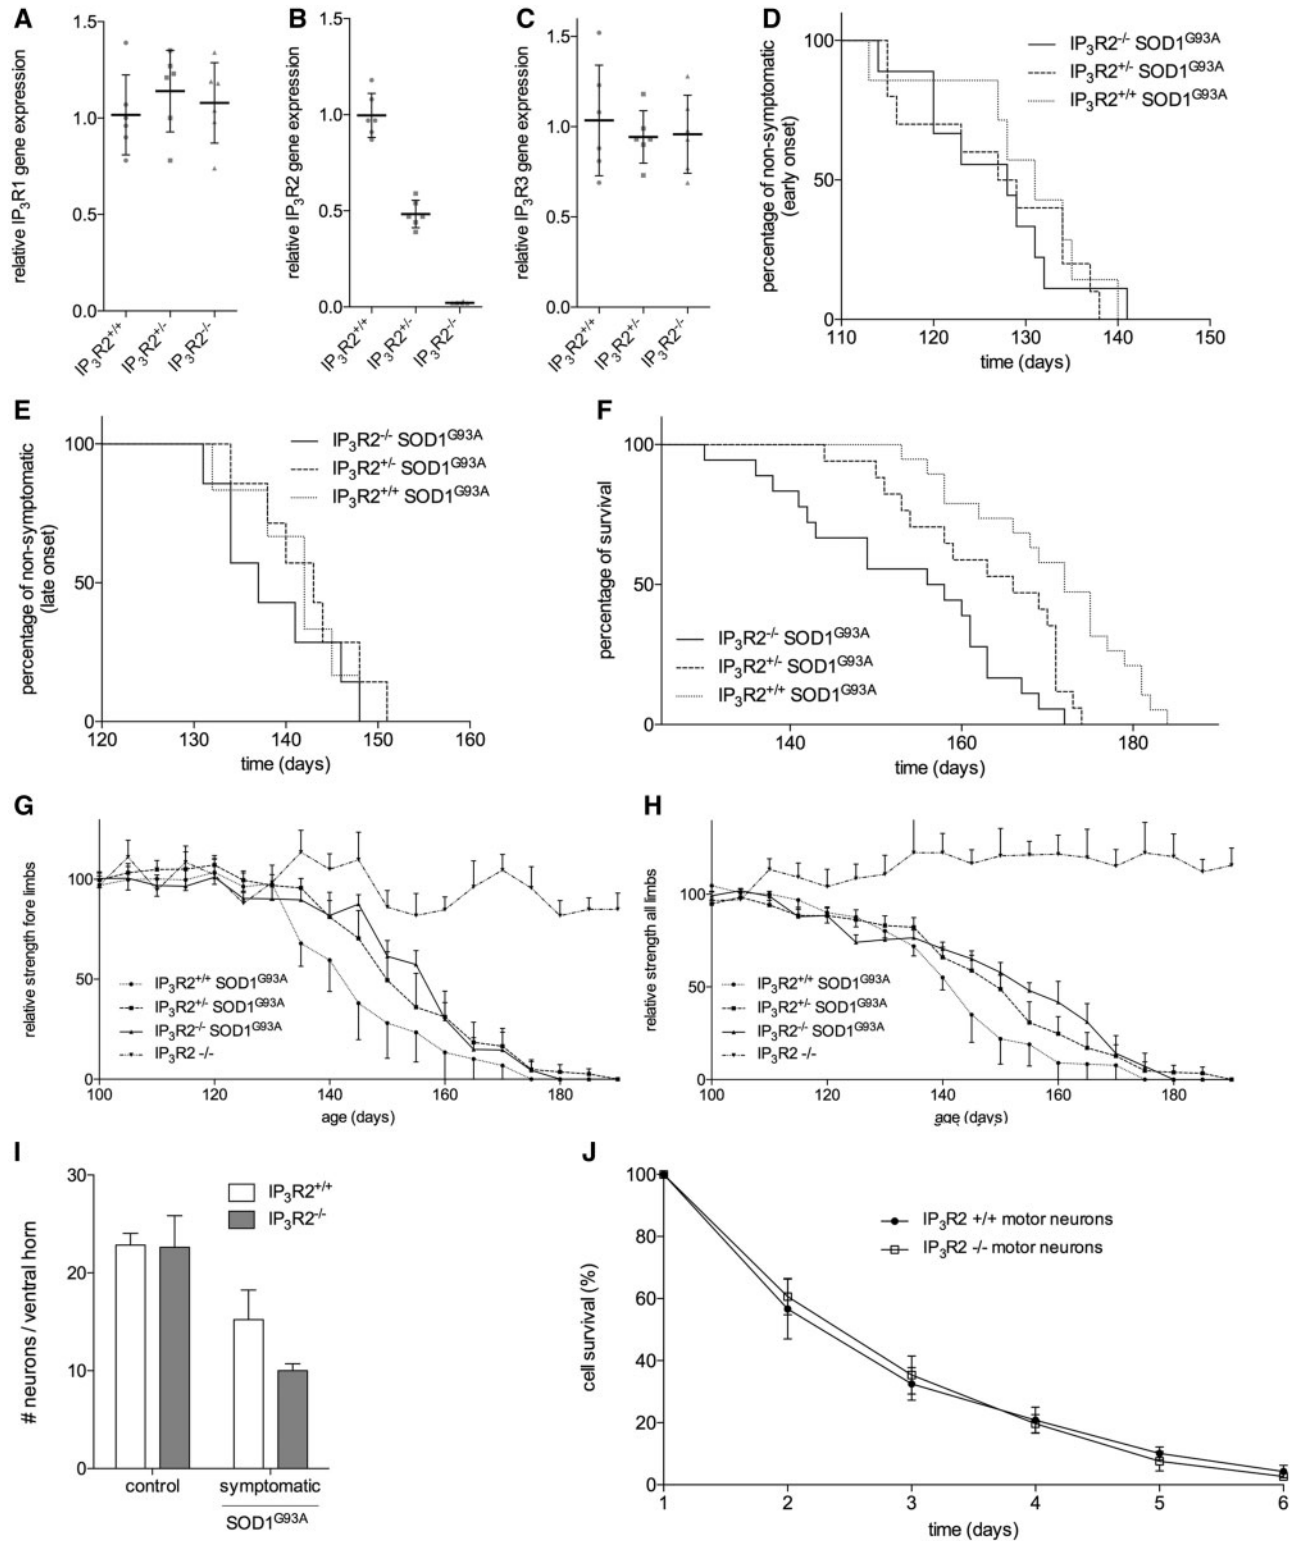 A
relative IP3R1 gene expression
1.5
1.0
0.5
0.0
IP3R2+/+
IP3R2+/-
IP3R2-/-
B
relative IP3R2 gene expression
1.5
1.0
0.5
0.0
IP3R2+/+
IP3R2+/-
IP3R2-/-
C
relative IP3R3 gene expression
1.5
1.0
0.5
0.0
IP3R2+/+
IP3R2+/-
IP3R2-/-
D
percentage of non-symptomatic
(early onset)
100
50
0
IP3R2-/- SOD1G93A
IP3R2+/- SOD1G93A
IP3R2+/+ SOD1G93A
110 120 130 140 150
time (days)
E
percentage of non-symptomatic
(late onset)
100
50
0
IP3R2-/- SOD1G93A
IP3R2+/- SOD1G93A
IP3R2+/+ SOD1G93A
120 130 140 150 160
time (days)
F
percentage of survival
100
50
0
IP3R2-/- SOD1G93A
IP3R2+/- SOD1G93A
IP3R2+/+ SOD1G93A
140 160 180
time (days)
G
relative strength fore limbs
100
50
0
IP3R2+/+ SOD1G93A
IP3R2+/- SOD1G93A
IP3R2-/- SOD1G93A
IP3R2 -/-
100 120 140 160 180
age (days)
H
relative strength all limbs
100
50
0
IP3R2+/+ SOD1G93A
IP3R2+/- SOD1G93A
IP3R2-/- SOD1G93A
IP3R2 -/-
100 120 140 160 180
age (days)
I
# neurons / ventral horn
30
20
10
0
IP3R2+/+
IP3R2-/-
control symptomatic
SOD1G93A
J
cell survival (%)
100
80
60
40
20
0
IP3R2 +/+ motor neurons
IP3R2 -/- motor neurons
1 2 3 4 5 6
time (days)